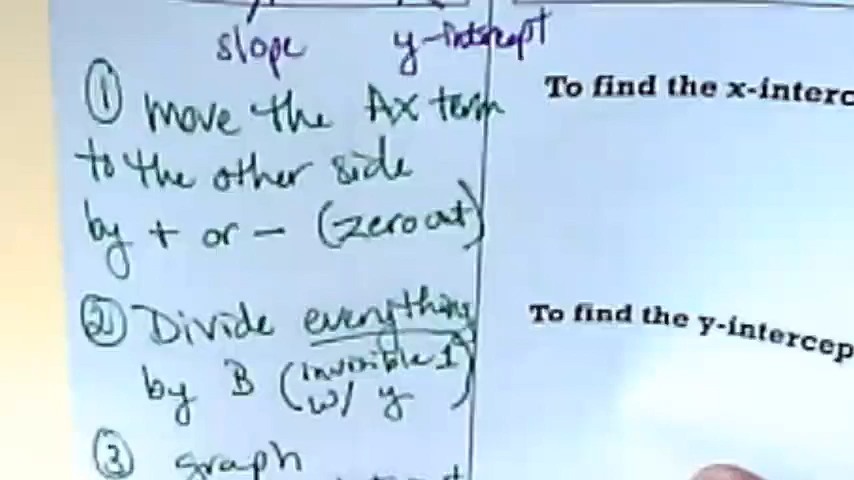 slope y-intercept
① move the Ax term
to the other side
by + or - (zero out)
② Divide everything
by B (invisible 1
w/ y)
③ graph
To find the x-interc
To find the y-intercep